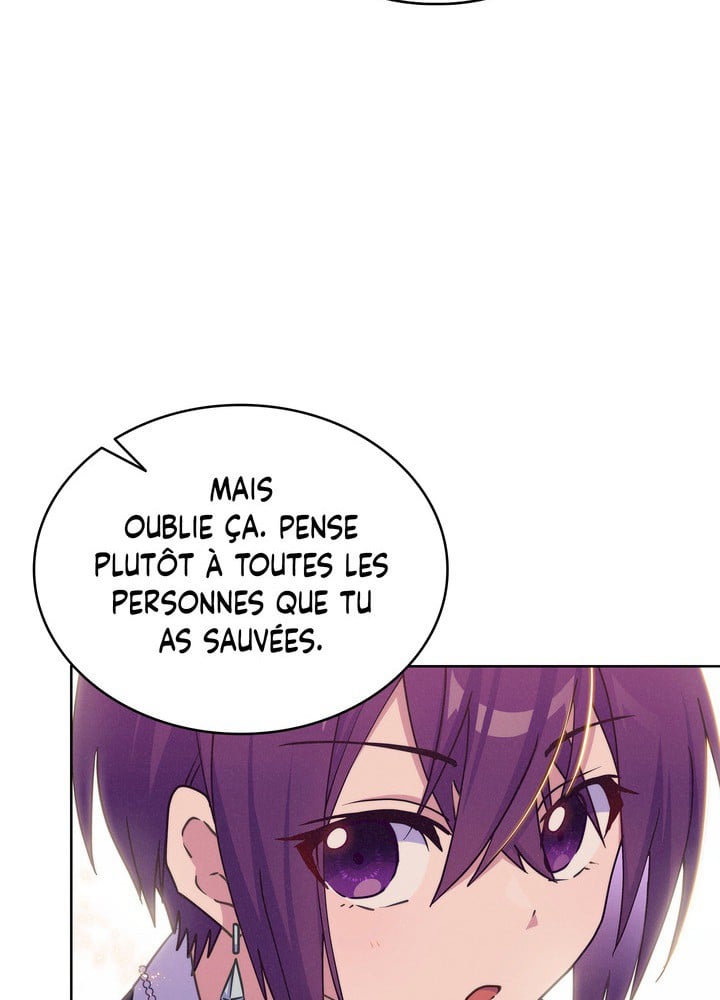 MAIS
OUBLIE ÇA. PENSE
PLUTÔT À TOUTES LES
PERSONNES QUE TU
AS SAUVÉES.